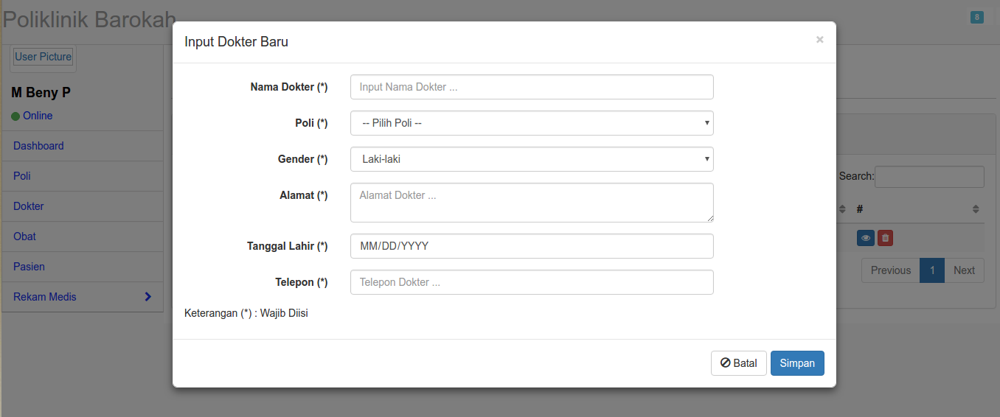 Poliklinik Barokah
8
User Picture
M Beny P
Online
Dashboard
Poli
Dokter
Obat
Pasien
Rekam Medis
Input Dokter Baru
×
Nama Dokter (*)
Input Nama Dokter ...
Poli (*)
-- Pilih Poli --
Gender (*)
Laki-laki
Alamat (*)
Alamat Dokter ...
Tanggal Lahir (*)
MM/DD/YYYY
Telepon (*)
Telepon Dokter ...
Keterangan (*) : Wajib Diisi
Batal
Simpan
Search:
#
Previous
1
Next